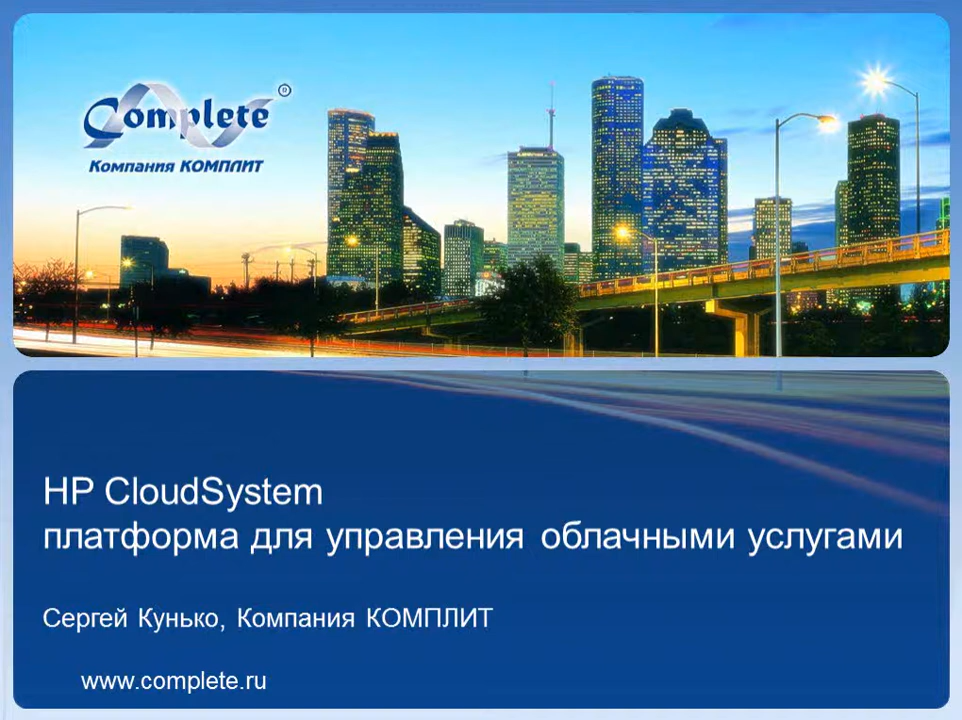 Complete ®
Компания КОМПЛИТ
HP CloudSystem
платформа для управления облачными услугами
Сергей Кунько, Компания КОМПЛИТ
www.complete.ru